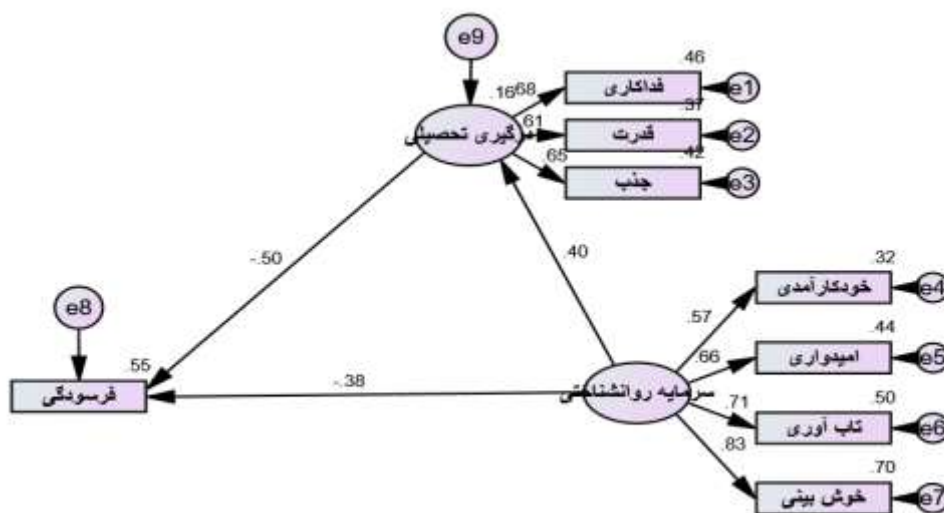 e9
.46
فداکاری
e1
.16
.68
.37
قدرت
e2
.61
گیری تحصیلی
.42
جذب
e3
.65
-.50
.40
.32
خودکارآمدی
e4
.57
.44
امیدواری
e5
.66
e8
.55
فرسودگی
-.38
سرمایه روانشناختی
.50
تاب آوری
e6
.71
.70
خوش بینی
e7
.83